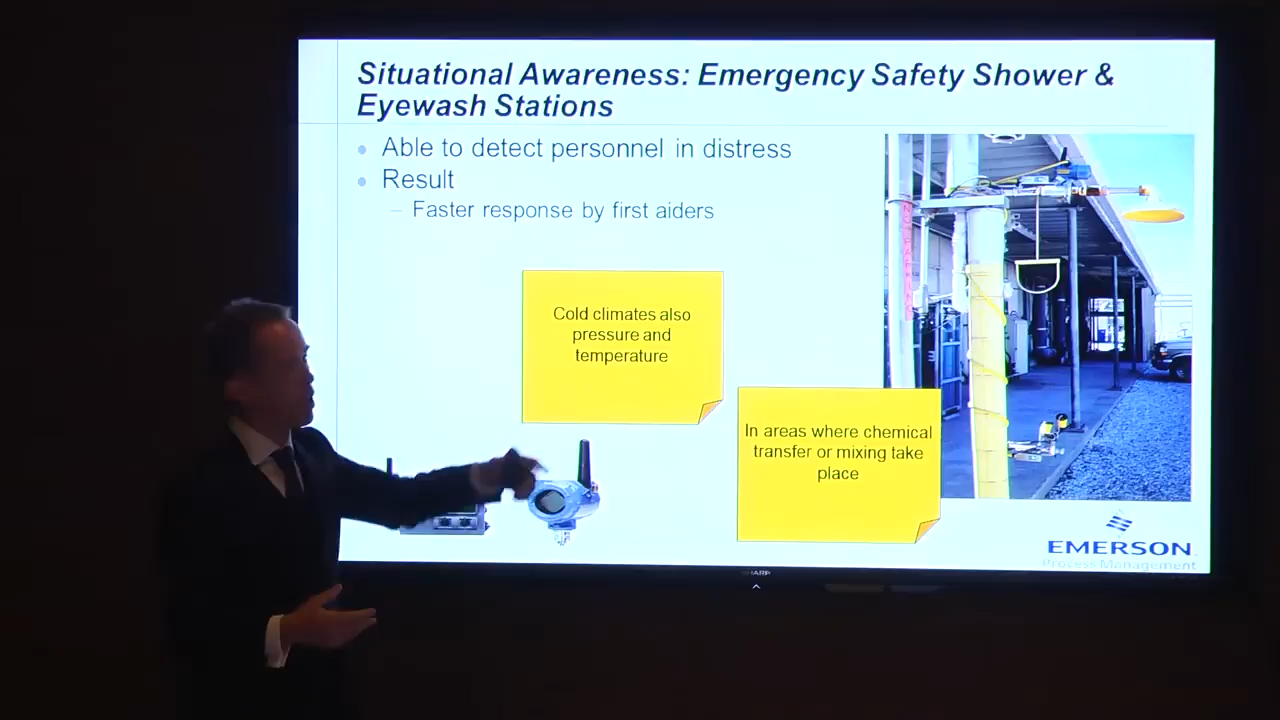 Situational Awareness: Emergency Safety Shower &
Eyewash Stations
Able to detect personnel in distress
Result
– Faster response by first aiders
Cold climates also
pressure and
temperature
In areas where chemical
transfer or mixing take
place
EMERSON
Process Management
SHARP